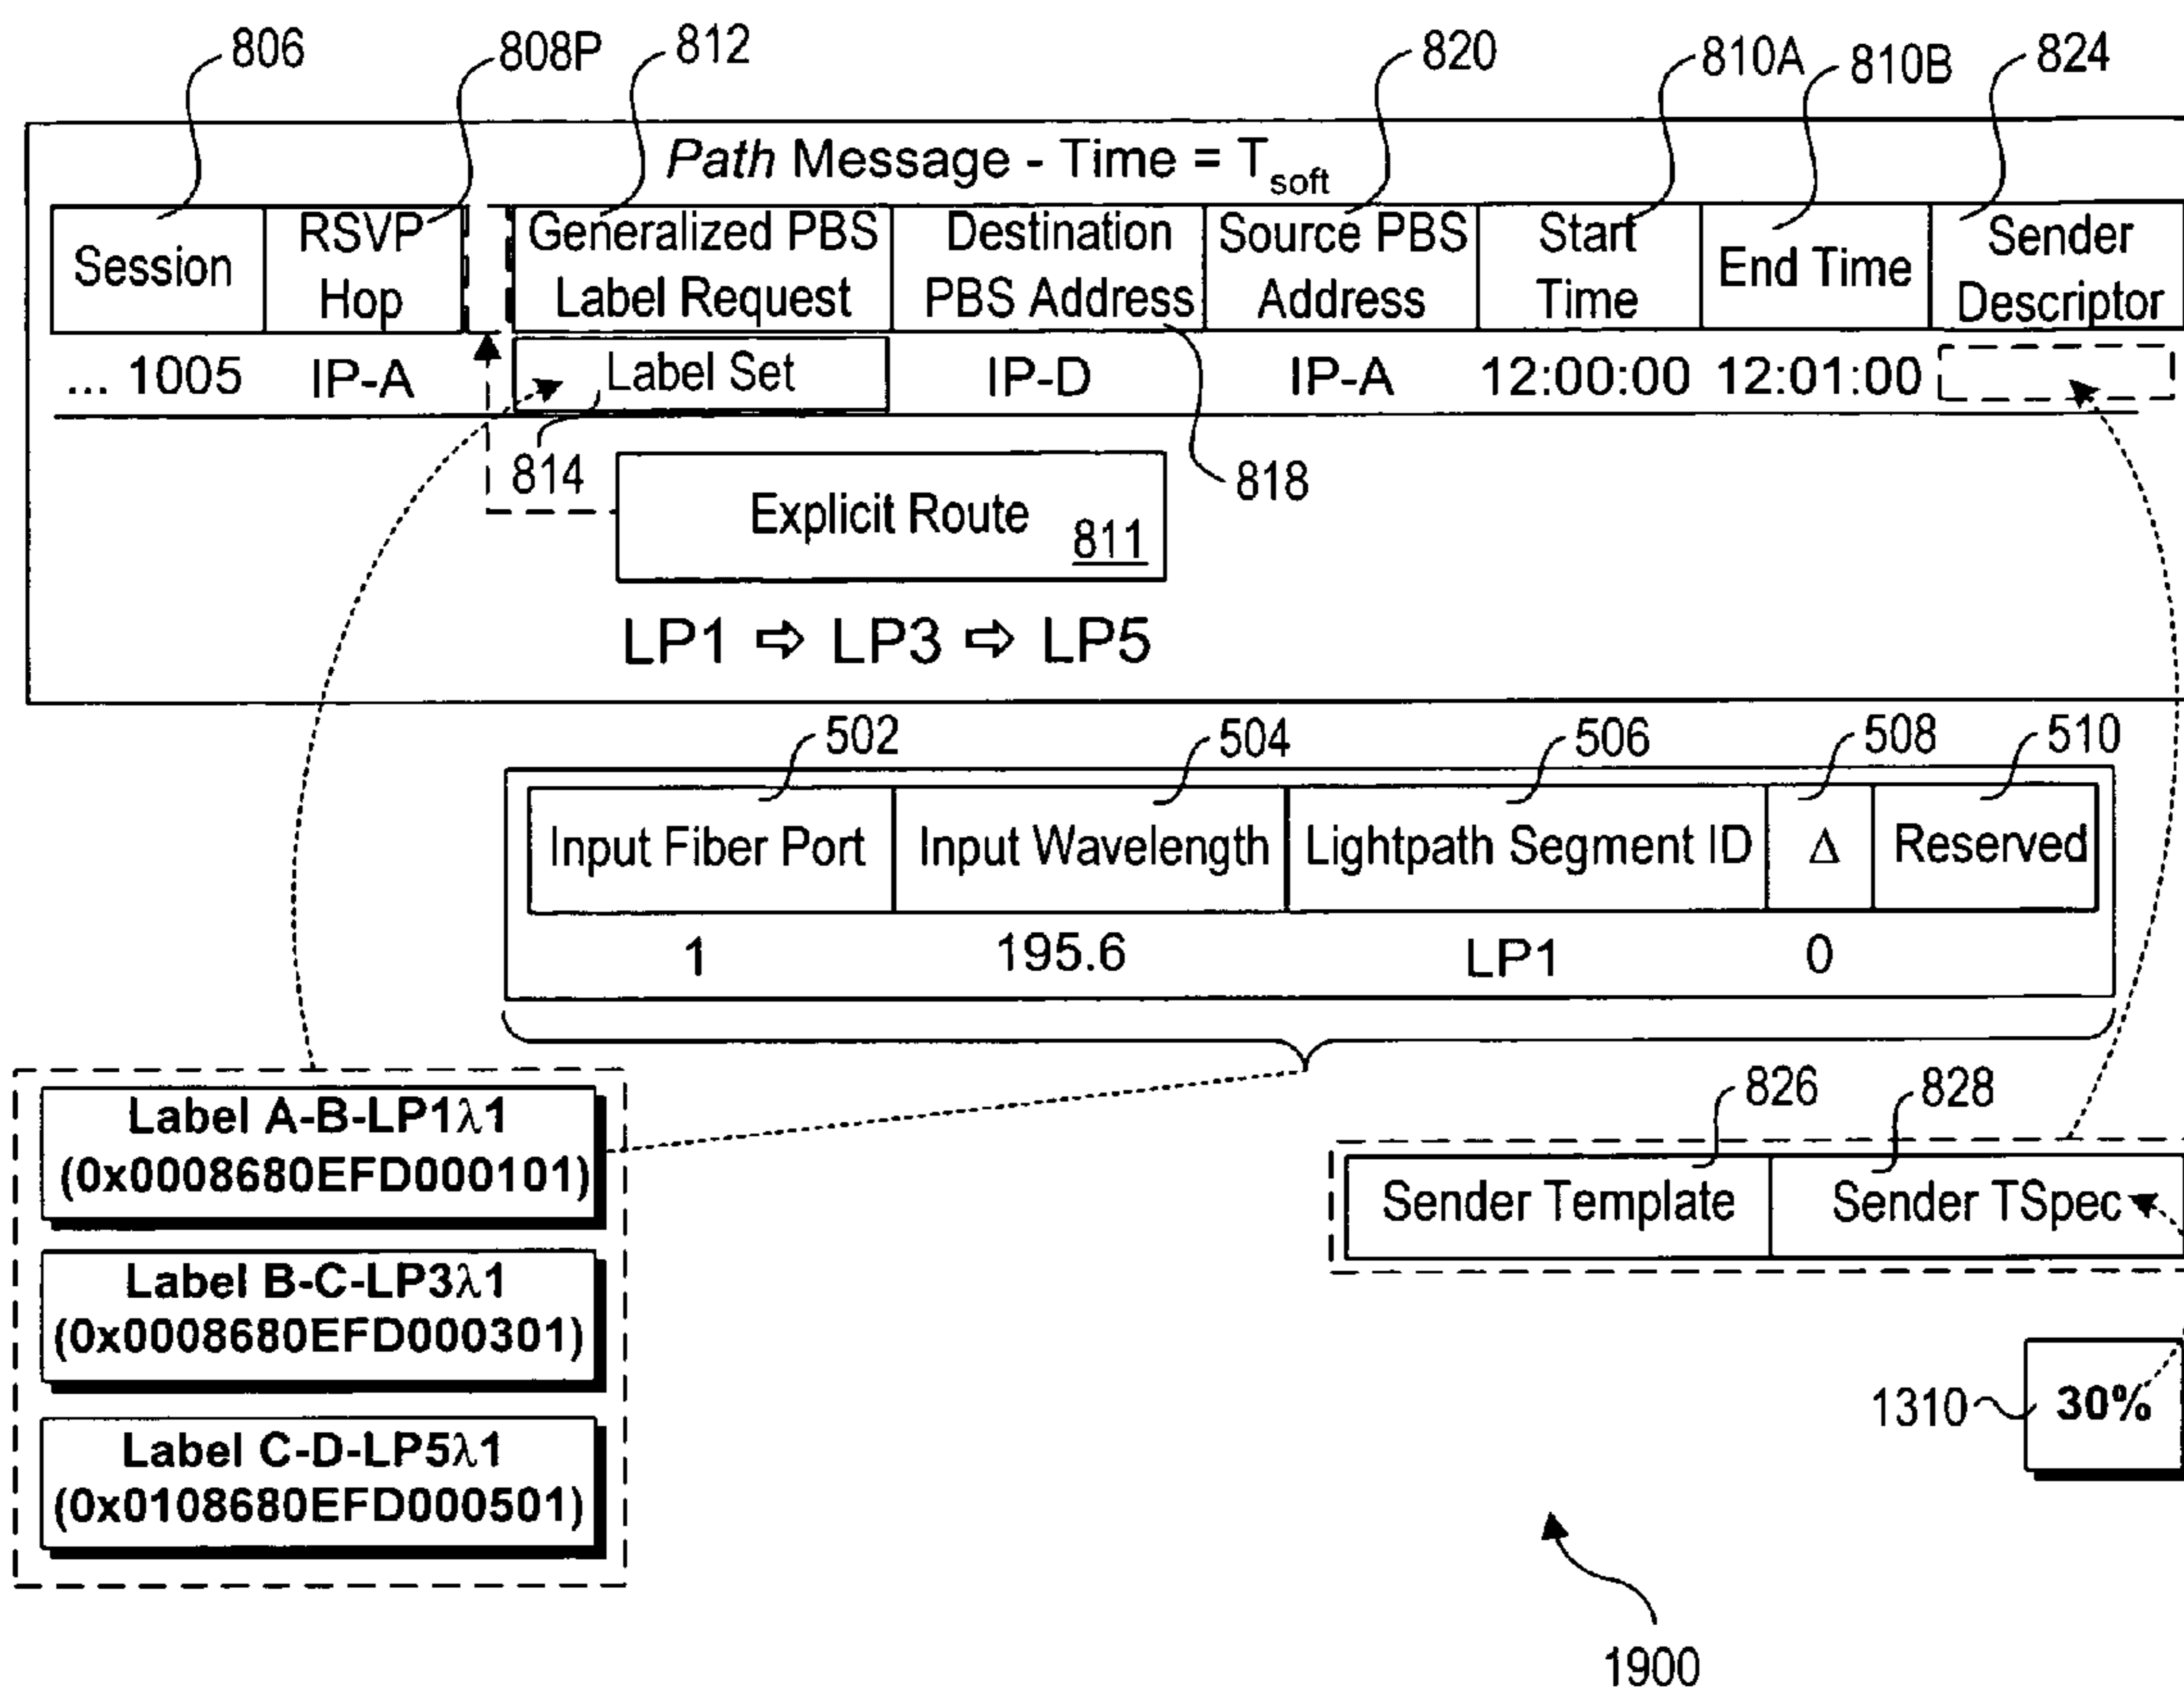 806 808P 812 820 810A 810B 824
Path Message - Time = Tsoft
Session RSVP Hop Generalized PBS Label Request Destination PBS Address Source PBS Address Start Time End Time Sender Descriptor
... 1005 IP-A Label Set IP-D IP-A 12:00:00 12:01:00
814 818
Explicit Route 811
LP1 ⇨ LP3 ⇨ LP5
502 504 506 508 510
Input Fiber Port Input Wavelength Lightpath Segment ID Δ Reserved
1 195.6 LP1 0
Label A-B-LP1λ1
(0x0008680EFD000101)
Label B-C-LP3λ1
(0x0008680EFD000301)
Label C-D-LP5λ1
(0x0108680EFD000501)
826 828
Sender Template Sender TSpec
1310 30%
1900